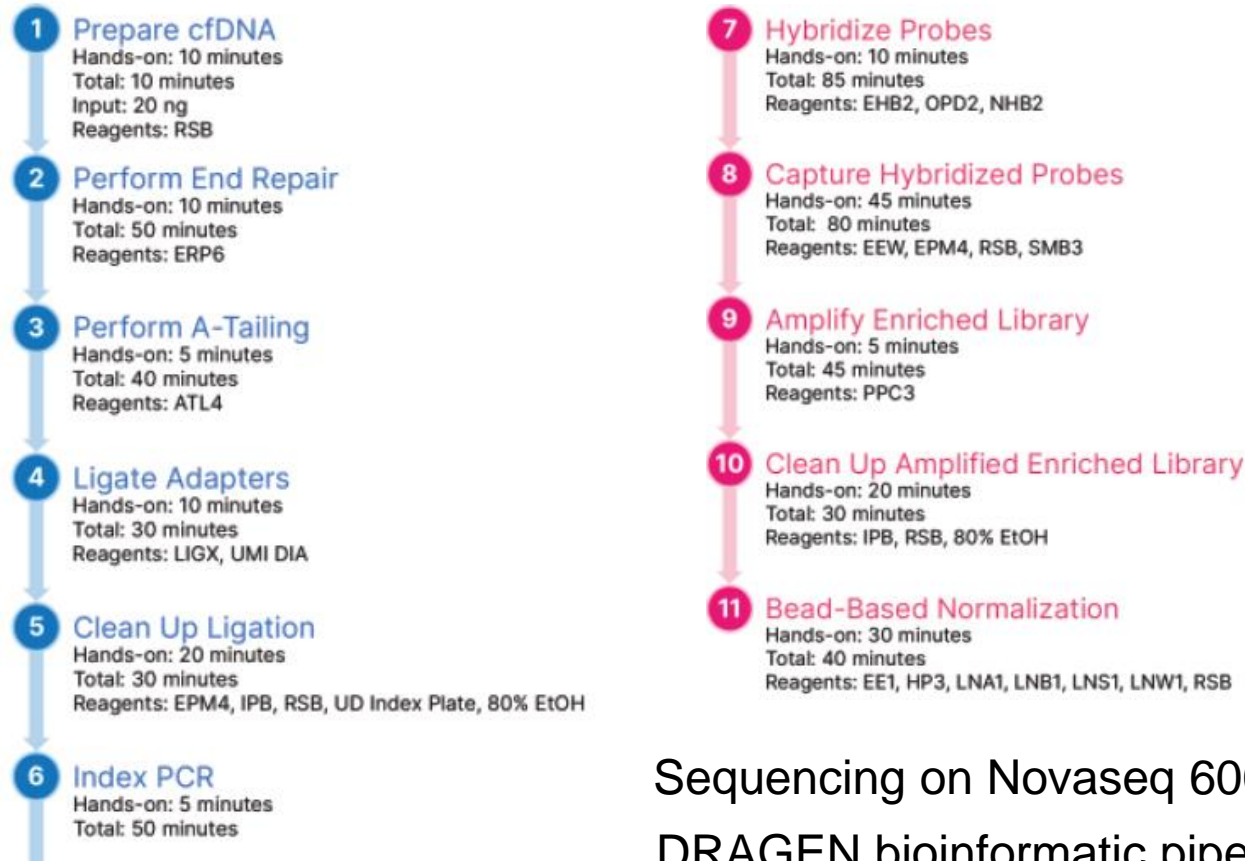 1 Prepare cfDNA
Hands-on: 10 minutes
Total: 10 minutes
Input: 20 ng
Reagents: RSB
2 Perform End Repair
Hands-on: 10 minutes
Total: 50 minutes
Reagents: ERP6
3 Perform A-Tailing
Hands-on: 5 minutes
Total: 40 minutes
Reagents: ATL4
4 Ligate Adapters
Hands-on: 10 minutes
Total: 30 minutes
Reagents: LIGX, UMI DIA
5 Clean Up Ligation
Hands-on: 20 minutes
Total: 30 minutes
Reagents: EPM4, IPB, RSB, UD Index Plate, 80% EtOH
6 Index PCR
Hands-on: 5 minutes
Total: 50 minutes
7 Hybridize Probes
Hands-on: 10 minutes
Total: 85 minutes
Reagents: EHB2, OPD2, NHB2
8 Capture Hybridized Probes
Hands-on: 45 minutes
Total: 80 minutes
Reagents: EEW, EPM4, RSB, SMB3
9 Amplify Enriched Library
Hands-on: 5 minutes
Total: 45 minutes
Reagents: PPC3
10 Clean Up Amplified Enriched Library
Hands-on: 20 minutes
Total: 30 minutes
Reagents: IPB, RSB, 80% EtOH
11 Bead-Based Normalization
Hands-on: 30 minutes
Total: 40 minutes
Reagents: EE1, HP3, LNA1, LNB1, LNS1, LNW1, RSB
Sequencing on Novaseq
DRAGEN bioinformatic